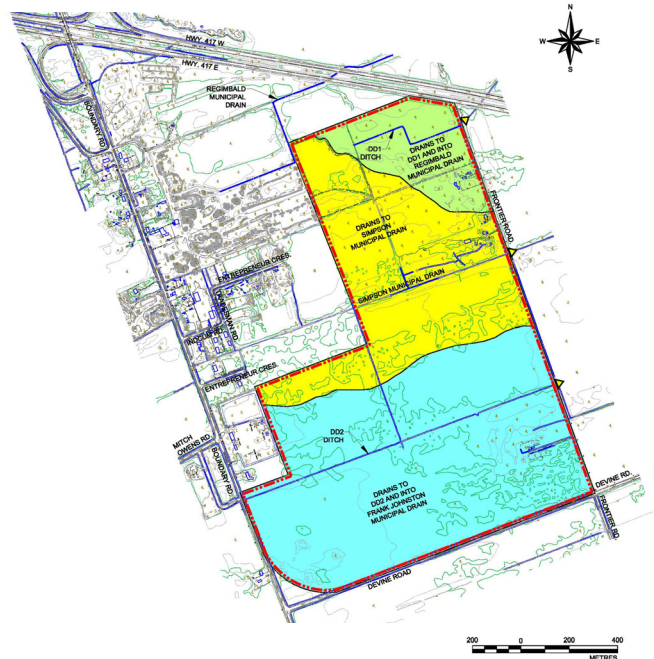 N
W
E
S
HWY. 417 W
HWY. 417 E
REGIMBALD
MUNICIPAL
DRAIN
BOUNDARY RD.
DD1
DITCH
DRAINS TO
DD1 AND INTO
REGIMBALD
MUNICIPAL DRAIN
FRONTIER ROAD
DRAINS TO
SIMPSON
MUNICIPAL DRAIN
ENTREPRENEUR CRES.
SIMPSON MUNICIPAL DRAIN
ENTREPRENEUR CRES.
MITCH
OWENS RD.
BOUNDARY RD.
DD2
DITCH
DRAINS TO
DD2 AND INTO
FRANK JOHNSTON
MUNICIPAL DRAIN
DEVINE RD.
FRONTIER RD.
DEVINE ROAD
200
0
200
400
METRES